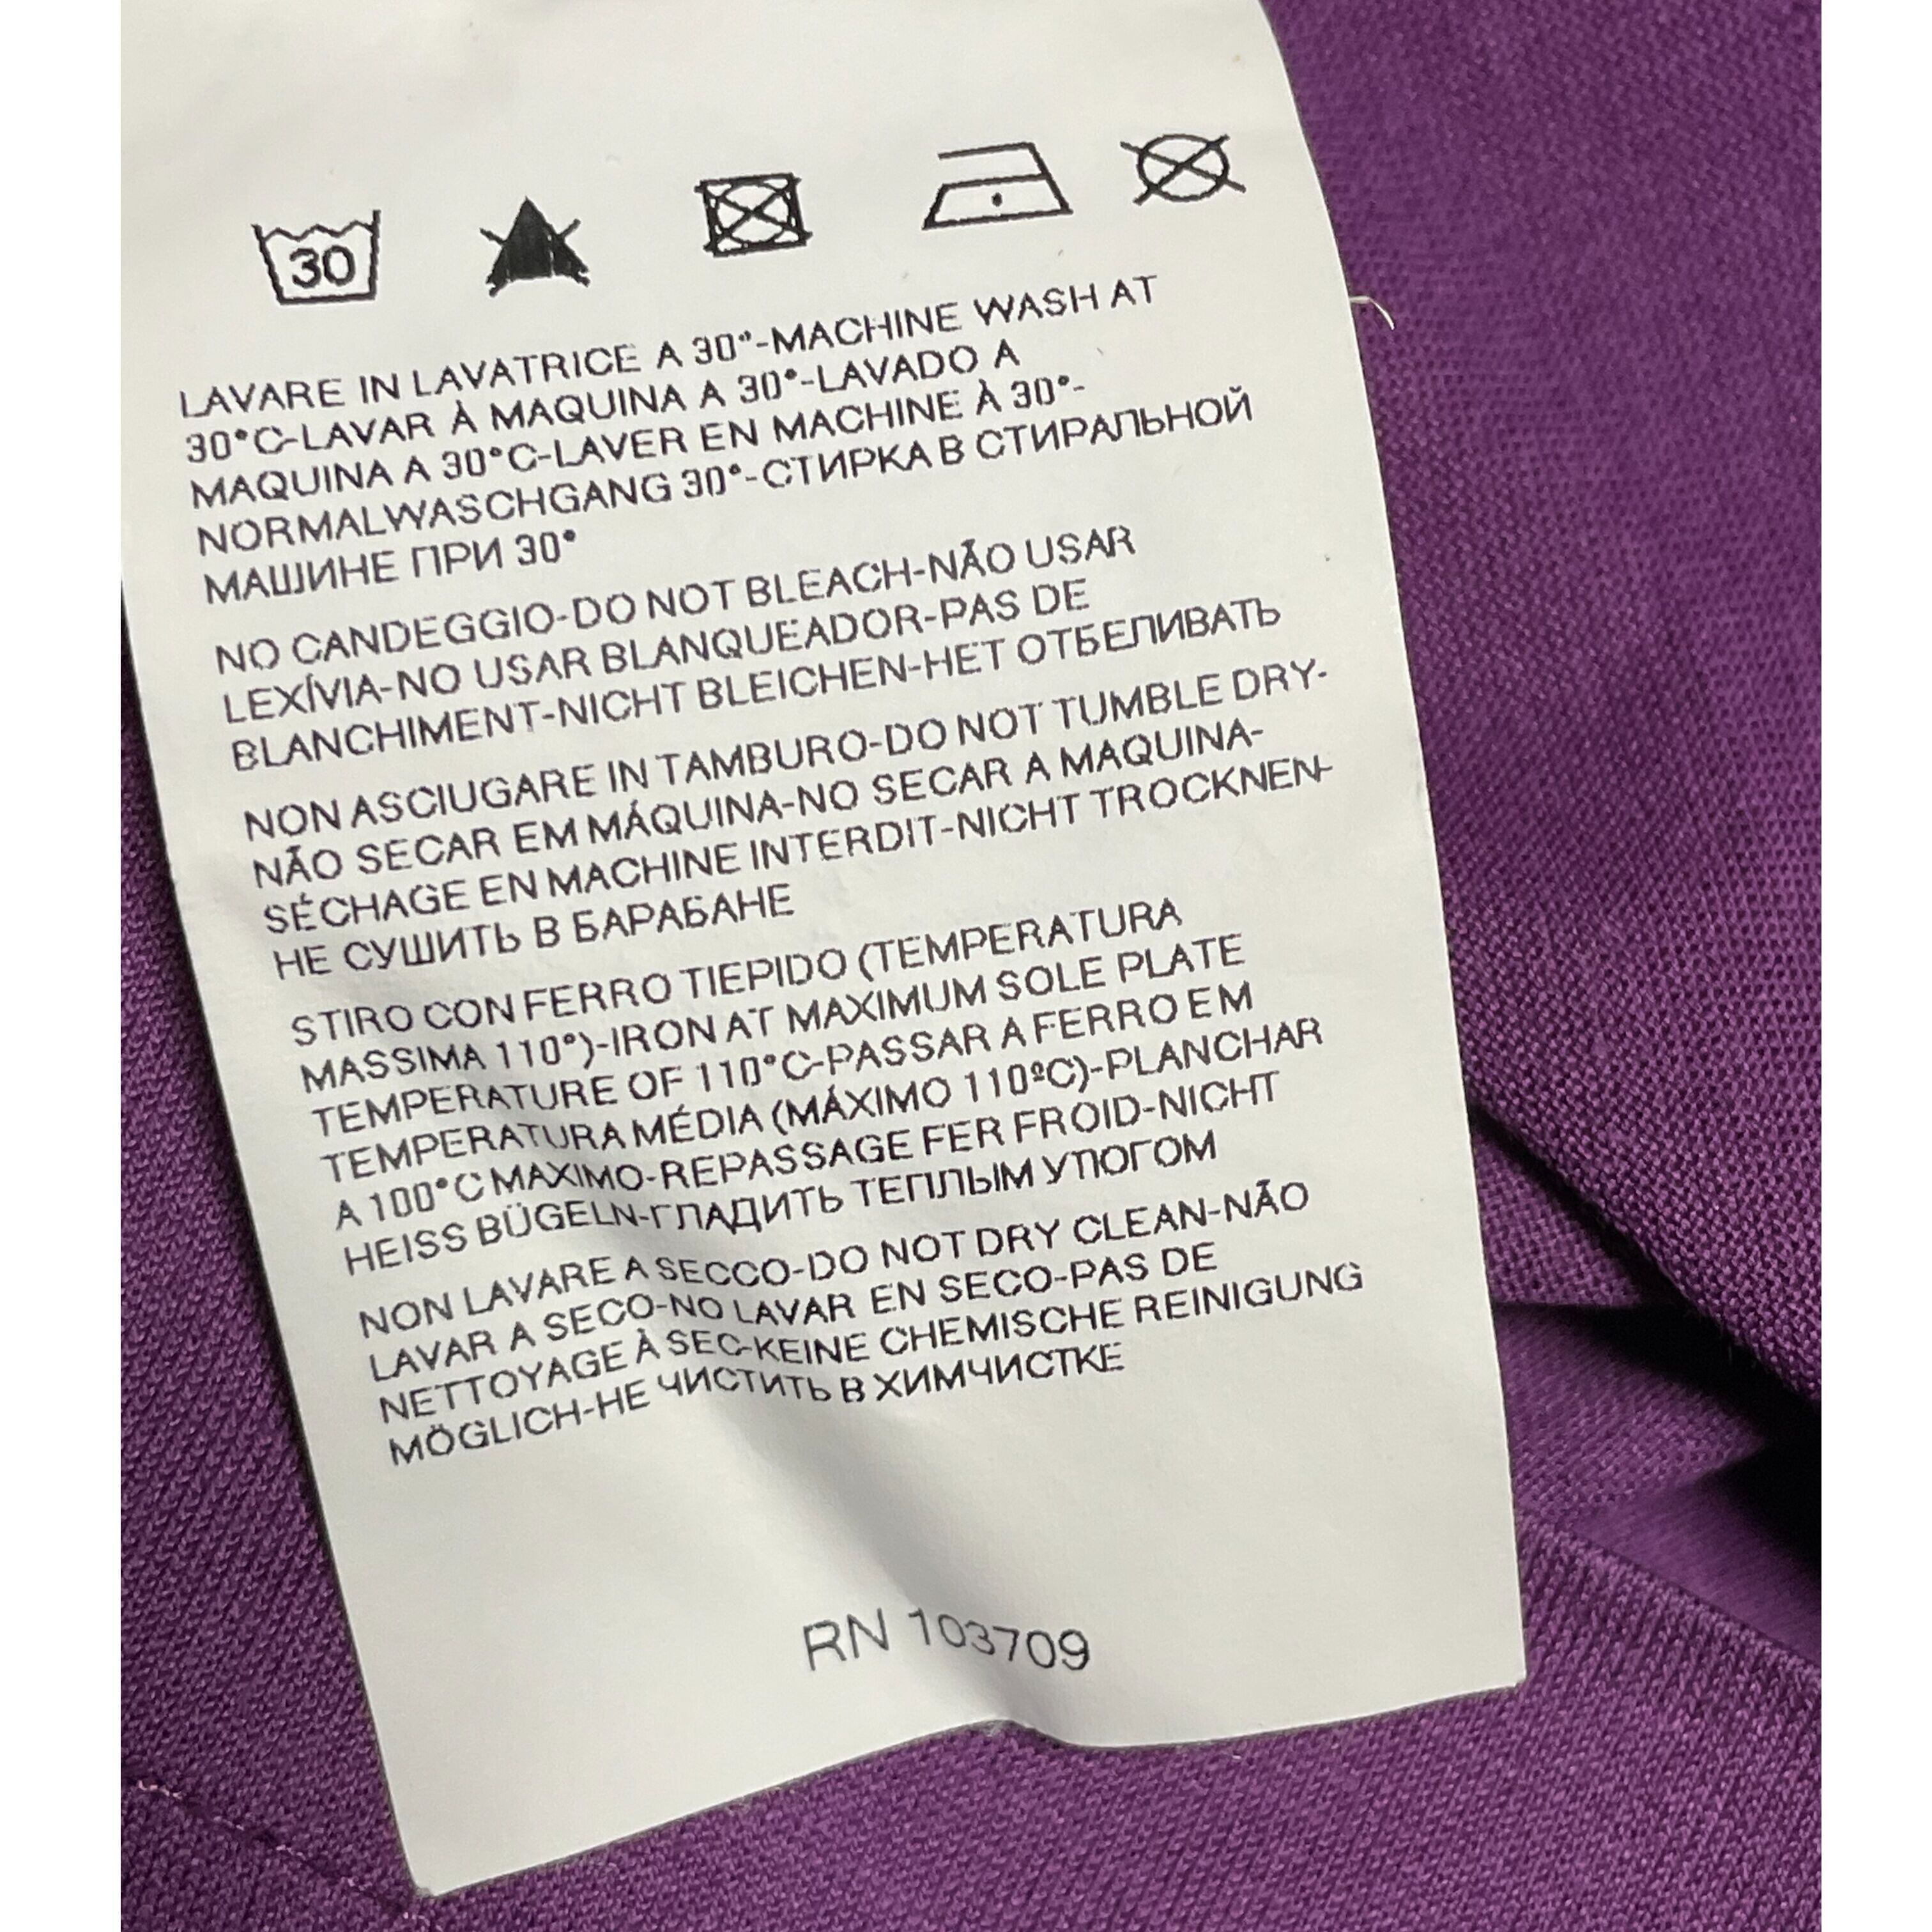 30
LAVARE IN LAVATRICE A 30°-MACHINE WASH AT
30°C-LAVAR À MAQUINA A 30°-LAVADO A
MAQUINA A 30°C-LAVER EN MACHINE À 30°-
NORMALWASCHGANG 30°-СТИРКА В СТИРАЛЬНОЙ
МАШИНЕ ПРИ 30°
NO CANDEGGIO-DO NOT BLEACH-NÃO USAR
LEXÍVIA-NO USAR BLANQUEADOR-PAS DE
BLANCHIMENT-NICHT BLEICHEN-НЕТ ОТБЕЛИВАТЬ
NON ASCIUGARE IN TAMBURO-DO NOT TUMBLE DRY-
NÃO SECAR EM MÁQUINA-NO SECAR A MAQUINA-
SÉCHAGE EN MACHINE INTERDIT-NICHT TROCKNEN-
НЕ СУШИТЬ В БАРАБАНЕ
STIRO CON FERRO TIEPIDO (TEMPERATURA
MASSIMA 110°)-IRON AT MAXIMUM SOLE PLATE
TEMPERATURE OF 110°C-PASSAR A FERRO EM
TEMPERATURA MÉDIA (MÁXIMO 110ºC)-PLANCHAR
A 100°C MAXIMO-REPASSAGE FER FROID-NICHT
HEISS BÜGELN-ГЛАДИТЬ ТЕПЛЫМ УТЮГОМ
NON LAVARE A SECCO-DO NOT DRY CLEAN-NÃO
LAVAR A SECO-NO LAVAR EN SECO-PAS DE
NETTOYAGE À SEC-KEINE CHEMISCHE REINIGUNG
MÖGLICH-НЕ ЧИСТИТЬ В ХИМЧИСТКЕ
RN 103709